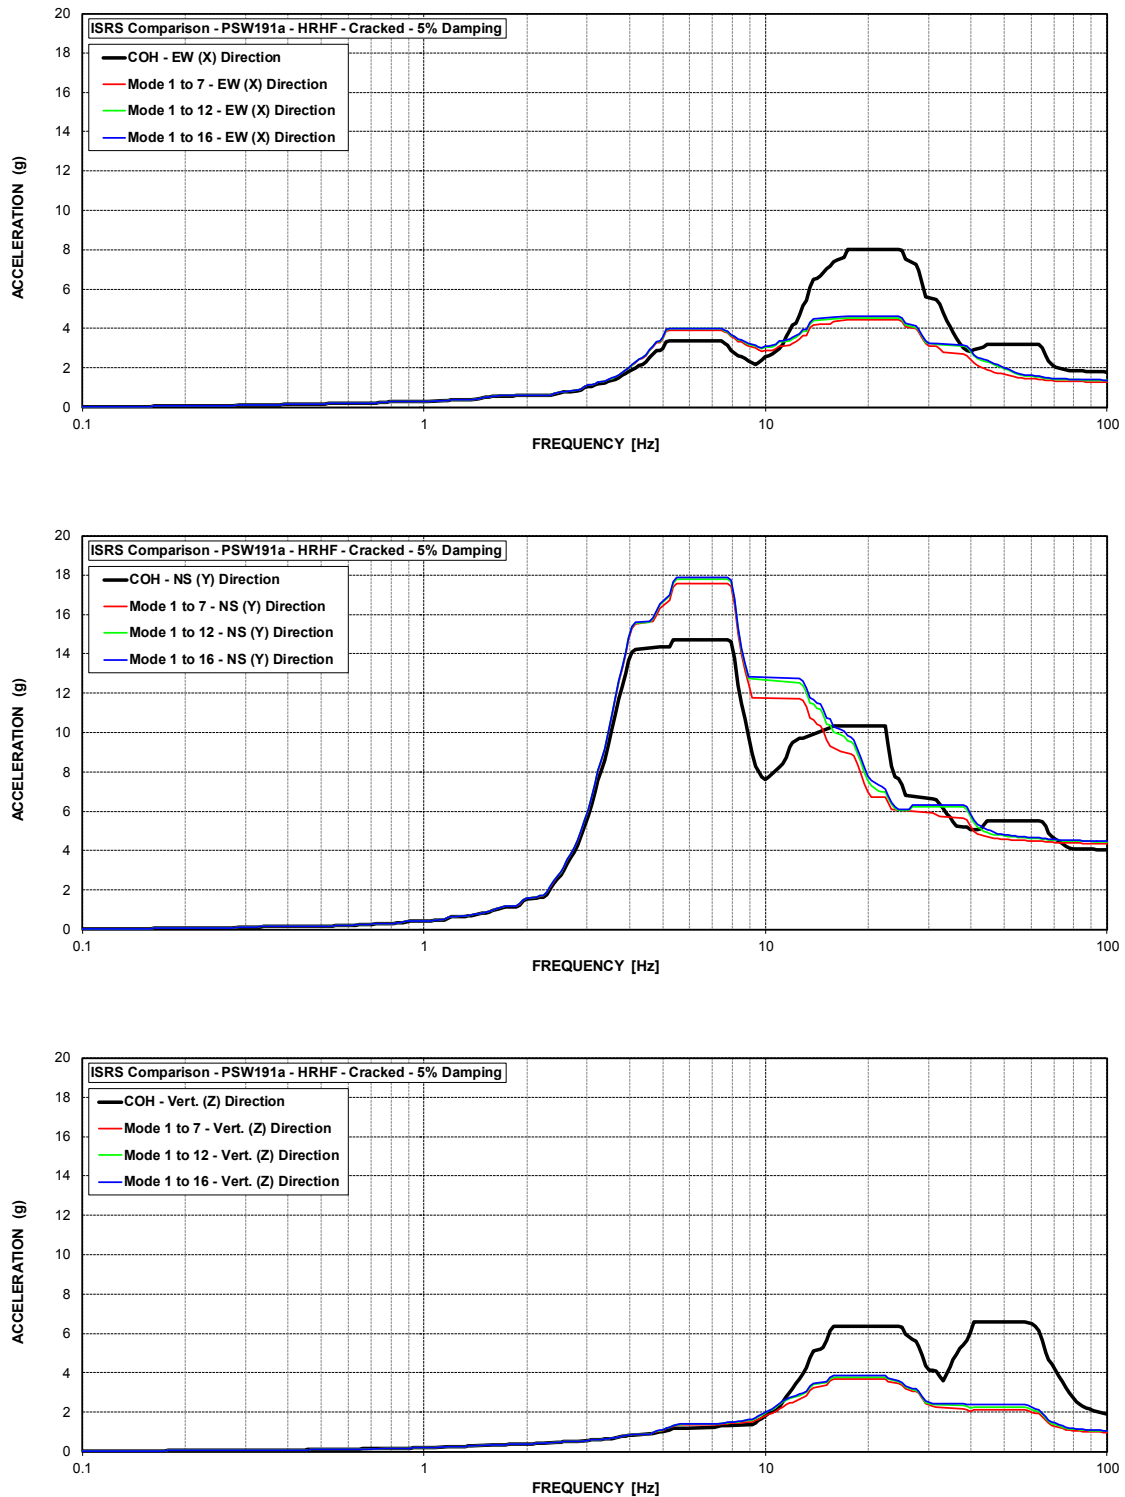 ISRS Comparison - PSW191a - HRHF - Cracked - 5% Damping
COH - EW (X) Direction
Mode 1 to 7 - EW (X) Direction
Mode 1 to 12 - EW (X) Direction
Mode 1 to 16 - EW (X) Direction
ACCELERATION (g)
20
18
16
14
12
10
8
6
4
2
0
0.1 1 10 100
FREQUENCY [Hz]
ISRS Comparison - PSW191a - HRHF - Cracked - 5% Damping
COH - NS (Y) Direction
Mode 1 to 7 - NS (Y) Direction
Mode 1 to 12 - NS (Y) Direction
Mode 1 to 16 - NS (Y) Direction
ACCELERATION (g)
20
18
16
14
12
10
8
6
4
2
0
0.1 1 10 100
FREQUENCY [Hz]
ISRS Comparison - PSW191a - HRHF - Cracked - 5% Damping
COH - Vert. (Z) Direction
Mode 1 to 7 - Vert. (Z) Direction
Mode 1 to 12 - Vert. (Z) Direction
Mode 1 to 16 - Vert. (Z) Direction
ACCELERATION (g)
20
18
16
14
12
10
8
6
4
2
0
0.1 1 10 100
FREQUENCY [Hz]